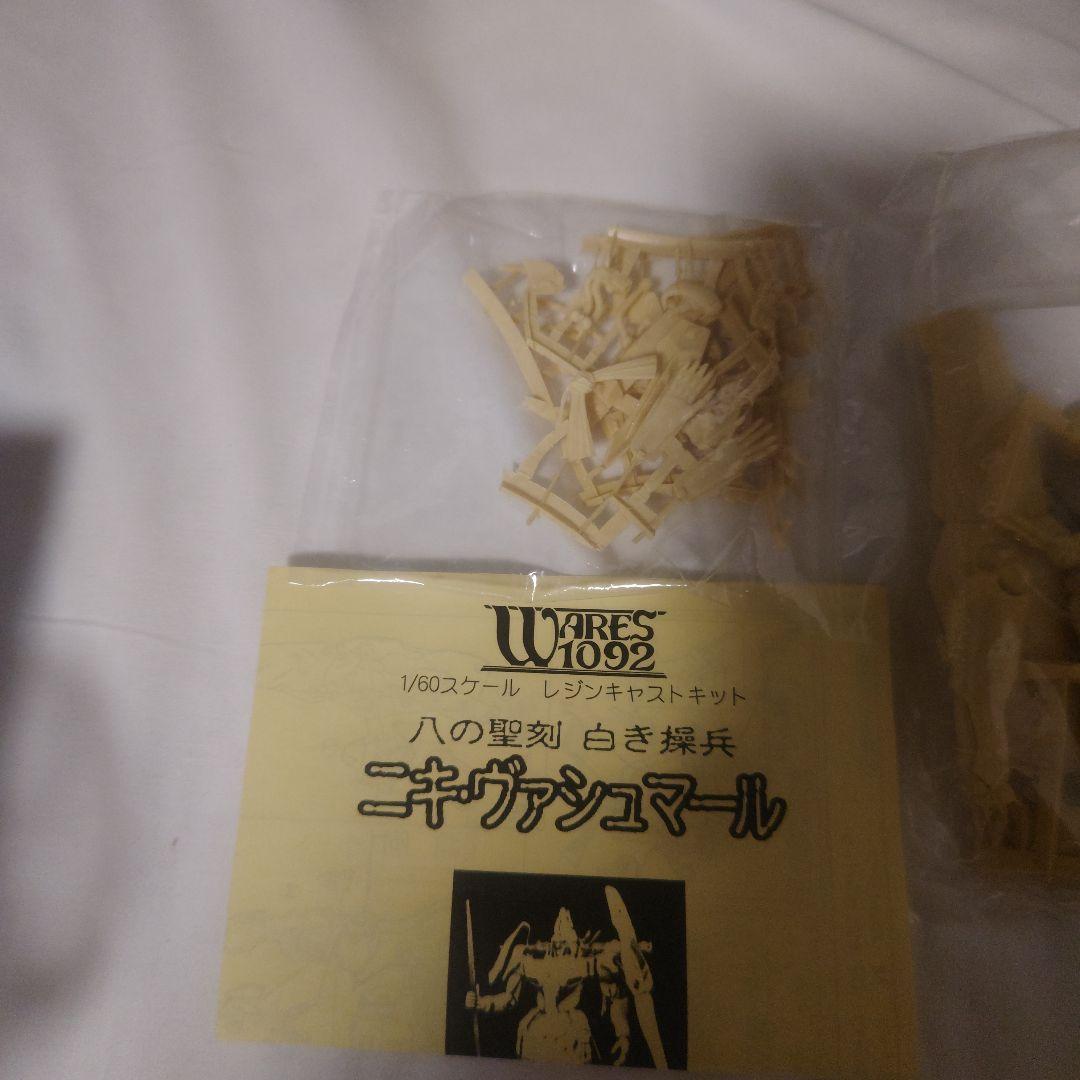 WARES
1092
1/60スケール レジンキャストキット
八の聖刻 白き操兵
ニキ・ヴァシュマール